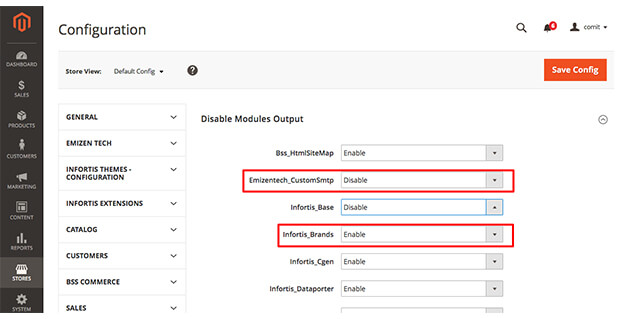 Configuration
6
comit
DASHBOARD
SALES
PRODUCTS
CUSTOMERS
MARKETING
CONTENT
REPORTS
STORES
SYSTEM
Store View: Default Config
?
Save Config
GENERAL
EMIZEN TECH
INFORTIS THEMES -
CONFIGURATION
INFORTIS EXTENSIONS
CATALOG
CUSTOMERS
BSS COMMERCE
SALES
Disable Modules Output
Bss_HtmlSiteMap Enable
Emizentech_CustomSmtp Disable
Infortis_Base Disable
Infortis_Brands Enable
Infortis_Cgen Enable
Infortis_Dataporter Enable